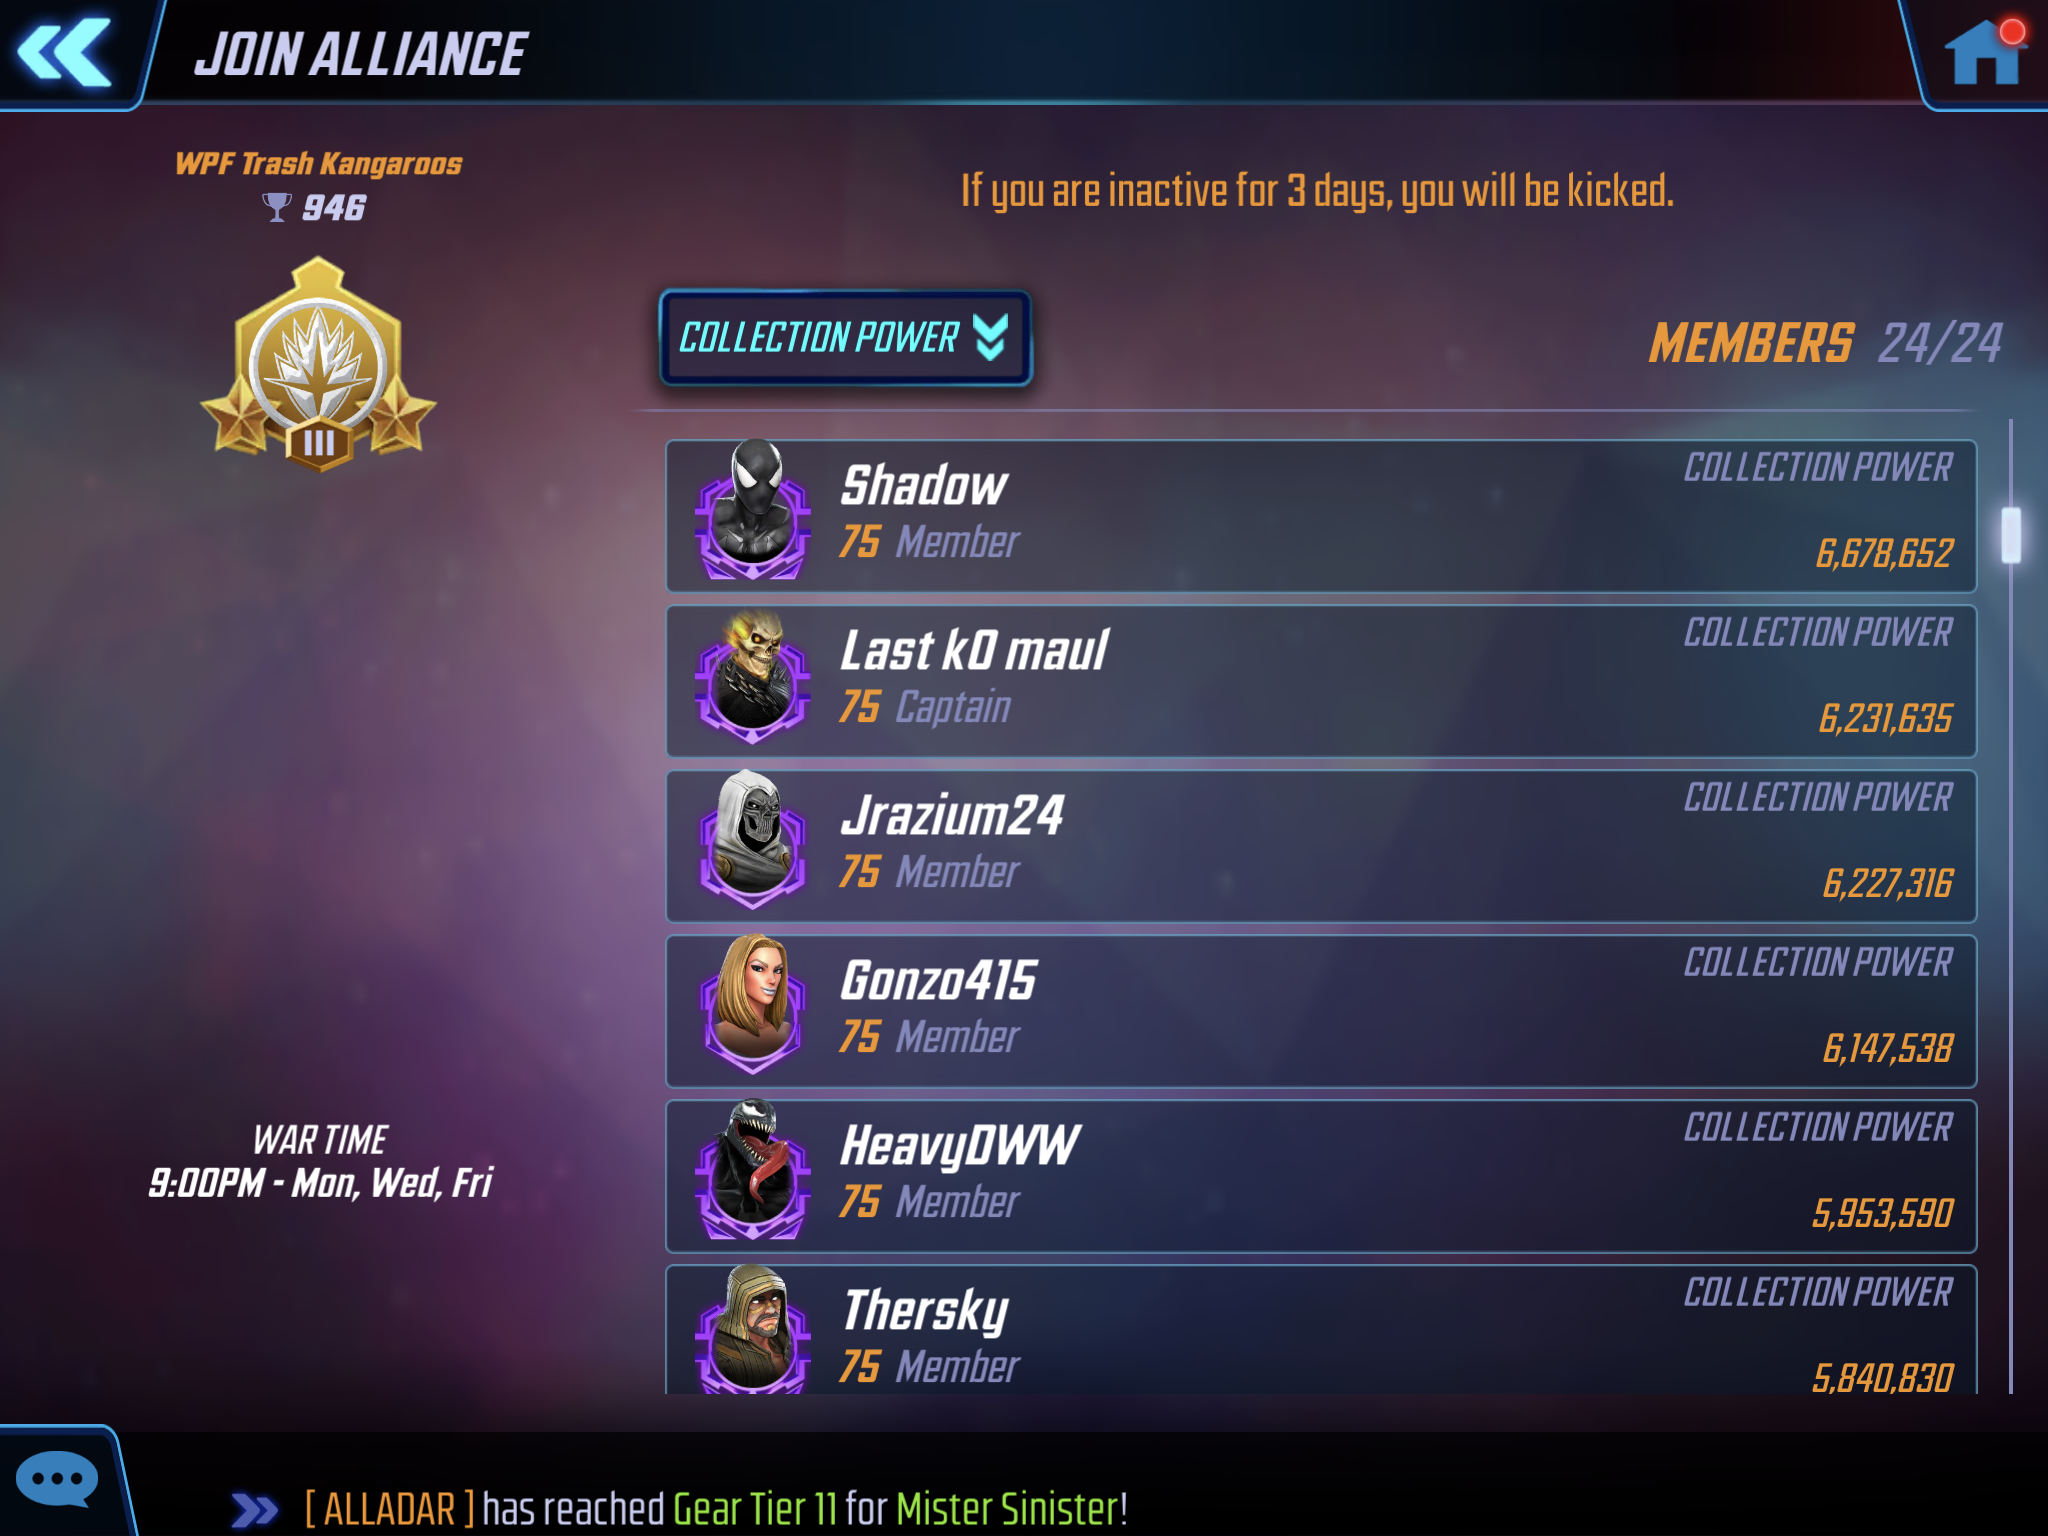 JOIN ALLIANCE
WPF Trash Kangaroos
946
III
If you are inactive for 3 days, you will be kicked.
COLLECTION POWER
MEMBERS 24/24
Shadow
75 Member
COLLECTION POWER
6,678,652
Last k0 maul
75 Captain
COLLECTION POWER
6,231,635
Jrazium24
75 Member
COLLECTION POWER
6,227,316
Gonzo415
75 Member
COLLECTION POWER
6,147,538
HeavyDWW
75 Member
COLLECTION POWER
5,953,590
Thersky
75 Member
COLLECTION POWER
5,840,830
WAR TIME
9:00PM - Mon, Wed, Fri
[ ALLADAR ] has reached Gear Tier 11 for Mister Sinister!